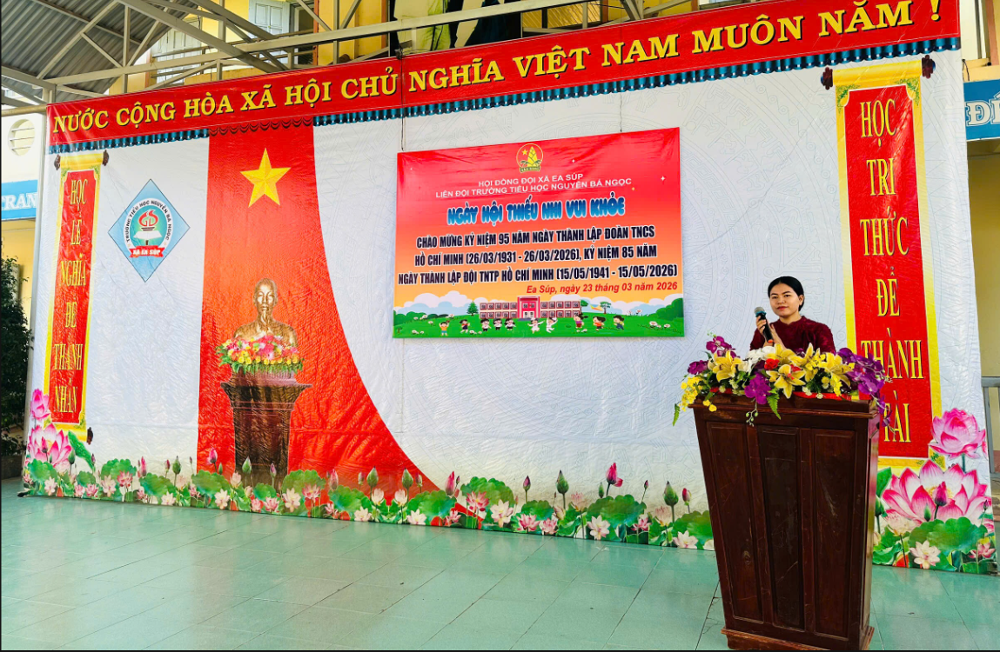 NƯỚC CỘNG HÒA XÃ HỘI CHỦ NGHĨA VIỆT NAM MUÔN NĂM !
HỌC
LỄ
NGHĨA
ĐỂ
THÀNH
NHÂN
TRƯỜNG TIỂU HỌC NGUYỄN BÁ NGỌC
XÃ EA SÚP
HỘI ĐỒNG ĐỘI XÃ EA SÚP
LIÊN ĐỘI TRƯỜNG TIỂU HỌC NGUYỄN BÁ NGỌC
NGÀY HỘI THIẾU NHI VUI KHỎE
CHÀO MỪNG KỶ NIỆM 95 NĂM NGÀY THÀNH LẬP ĐOÀN TNCS
HỒ CHÍ MINH (26/03/1931 - 26/03/2026), KỶ NIỆM 85 NĂM
NGÀY THÀNH LẬP ĐỘI TNTP HỒ CHÍ MINH (15/05/1941 - 15/05/2026)
Ea Súp, ngày 23 tháng 03 năm 2026
HỌC
TRI
THỨC
ĐỂ
THÀNH
TÀI
TRAN